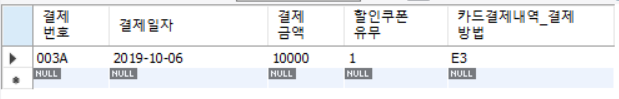 결제 번호 결제일자 결제 금액 할인쿠폰 유무 카드결제내역_결제 방법
003A 2019-10-06 10000 1 E3
NULL NULL NULL NULL NULL